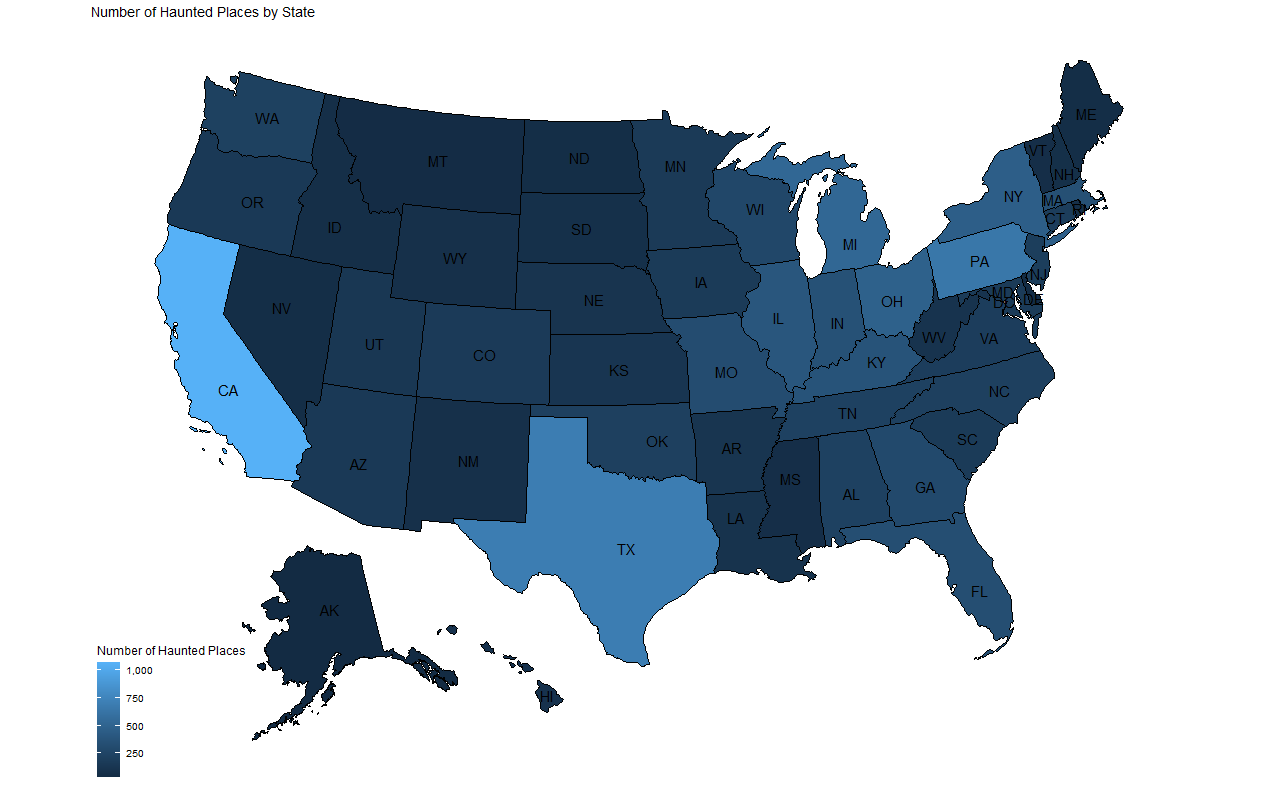 Number of Haunted Places by State
ME
WA
VT
ND
MT
MN
NH
NY
MA
OR
WI
RI
CT
ID
SD
MI
WY
PA
NJ
IA
MD
NE
DE
OH
DC
NV
IL
IN
WV
VA
UT
CO
KY
KS
MO
CA
NC
TN
SC
OK
AR
AZ
NM
MS
GA
AL
LA
TX
FL
AK
HI
Number of Haunted Places
1,000
750
500
250